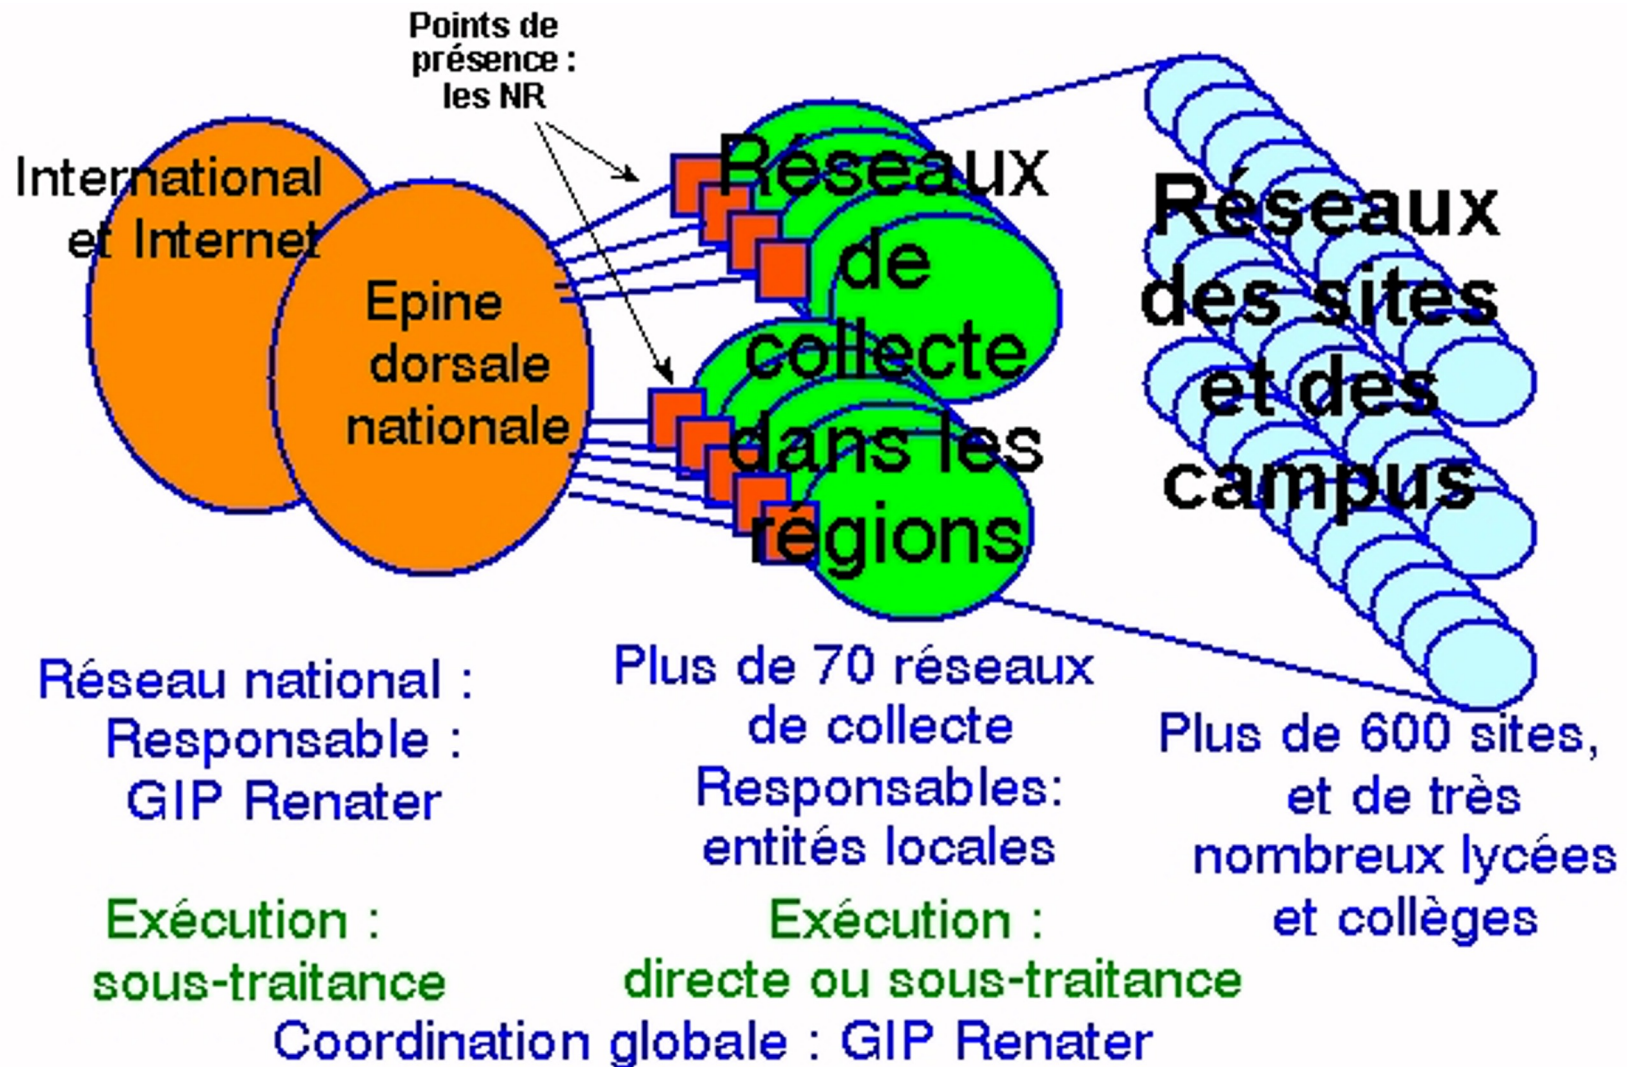 Points de
présence :
les NR
International
et Internet
Epine
dorsale
nationale
Réseaux
de
collecte
dans les
régions
Réseaux
des sites
et des
campus
Réseau national :
Responsable :
GIP Renater
Plus de 70 réseaux
de collecte
Responsables:
entités locales
Plus de 600 sites,
et de très
nombreux lycées
et collèges
Exécution :
sous-traitance
Exécution :
directe ou sous-traitance
Coordination globale : GIP Renater